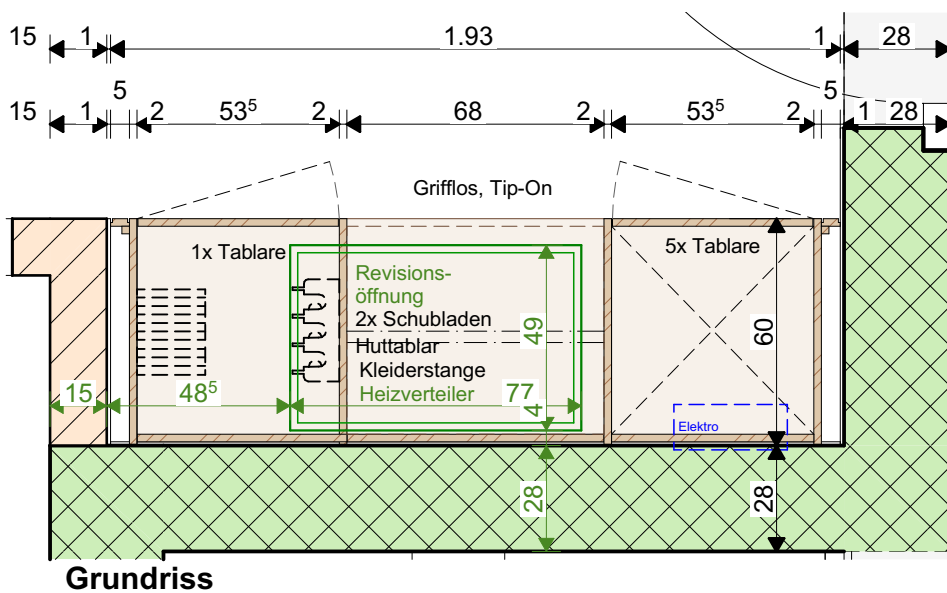 15 1 1.93 1 28
5 5
15 1 2 53⁵ 2 68 2 53⁵ 2 1 28
Grifflos, Tip-On
1x Tablare
5x Tablare
Revisions-
öffnung
2x Schubladen
Huttablar
Kleiderstange
Heizverteiler
49
60
15 48⁵ 77
4
Elektro
28 28
Grundriss